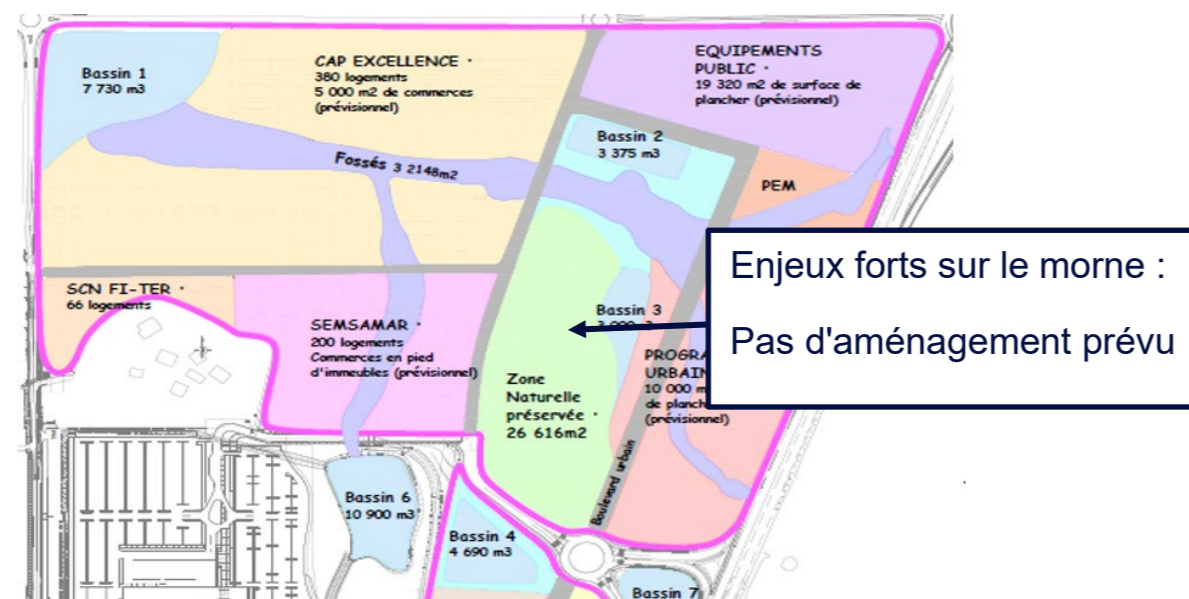 Bassin 1
7 730 m3
CAP EXCELLENCE ·
380 logements
5 000 m2 de commerces
(prévisionnel)
EQUIPEMENTS
PUBLIC ·
19 320 m2 de surface de
plancher (prévisionnel)
Bassin 2
3 375 m3
Fossés 3 2148m2
PEM
Enjeux forts sur le morne :
Pas d'aménagement prévu
SCN FI-TER ·
66 logements
SEMSAMAR ·
200 logements
Commerces en pied
d'immeubles (prévisionnel)
Bassin 3
Zone
Naturelle
préservée ·
26 616m2
URBAIN
10 000
de
(prévisionnel)
Boulevard urbain
Bassin 6
10 900 m3
Bassin 4
4 690 m3
Bassin 7